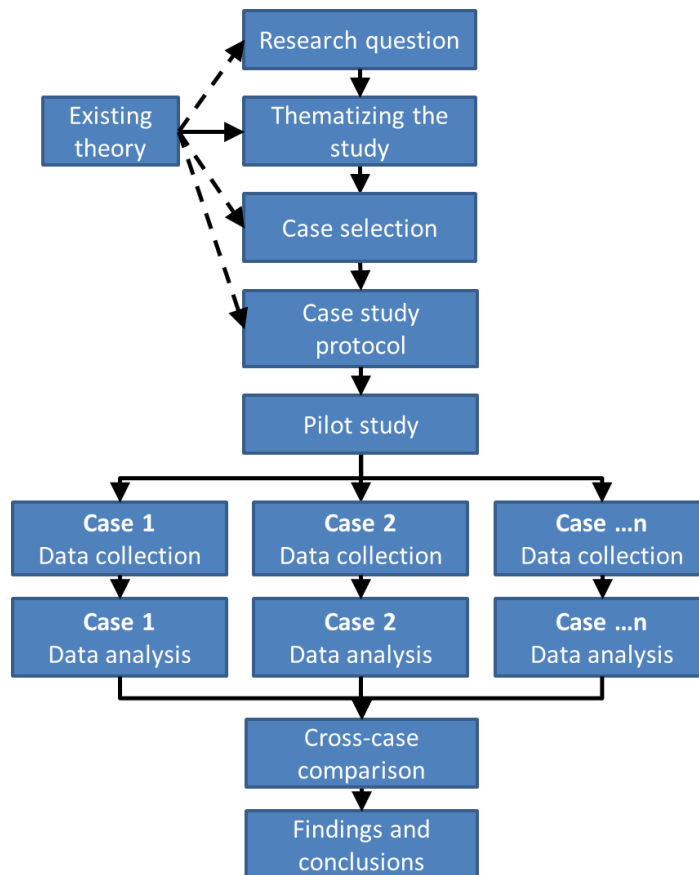 Research question
Existing
theory
Thematizing the
study
Case selection
Case study
protocol
Pilot study
Case 1
Data collection
Case 2
Data collection
Case ...n
Data collection
Case 1
Data analysis
Case 2
Data analysis
Case ...n
Data analysis
Cross-case
comparison
Findings and
conclusions